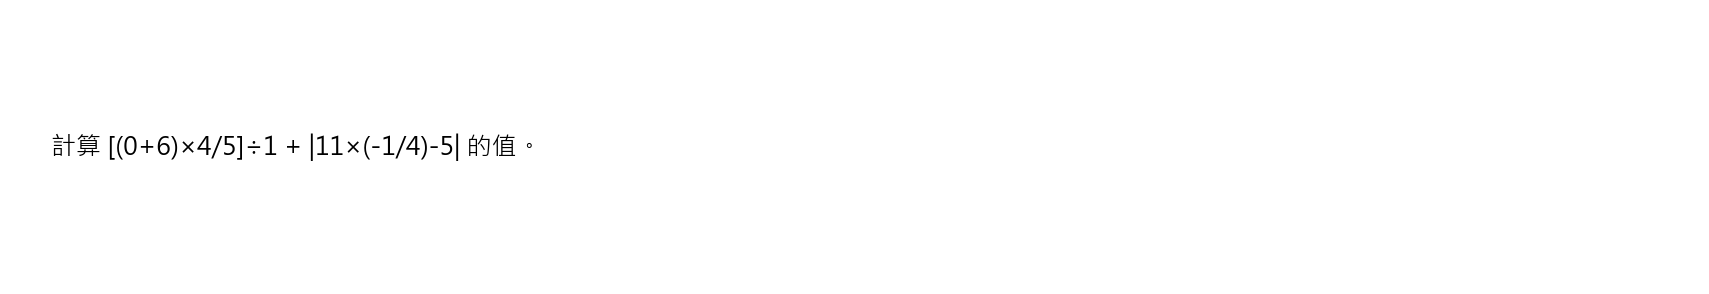 計算 [(0+6)×4/5]÷1 + |11×(-1/4)-5| 的值。